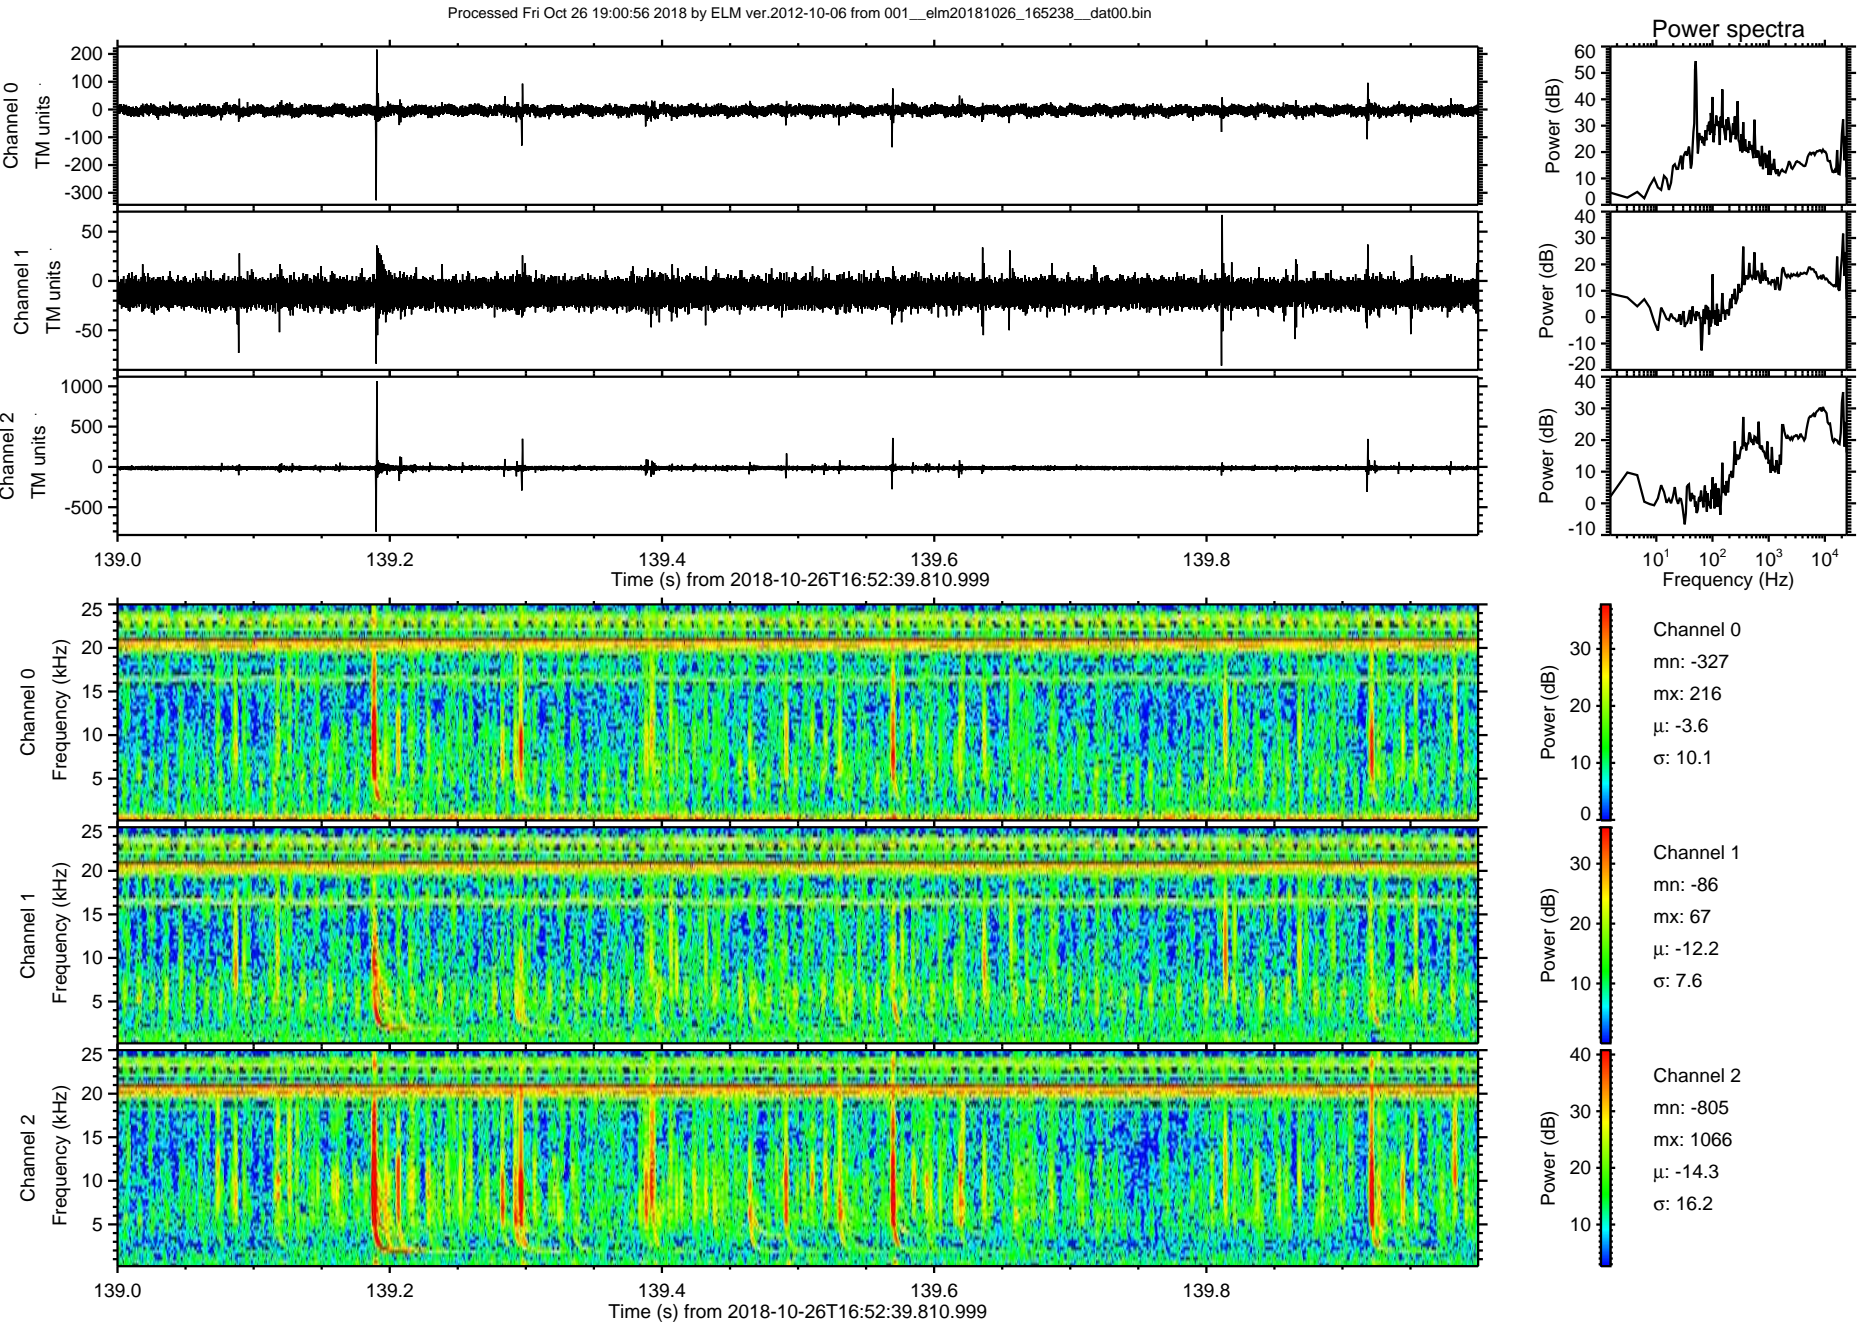 Processed Fri Oct 26 19:00:56 2018 by ELM ver.2012-10-06 from 001__elm20181026_165238__dat00.bin
Power spectra
Channel 0
TM units
200
100
0
-100
-200
-300
Power (dB)
60
50
40
30
20
10
0
Channel 1
TM units
50
0
-50
Power (dB)
40
30
20
10
0
-10
-20
Channel 2
TM units
1000
500
0
-500
Power (dB)
40
30
20
10
0
-10
139.0 139.2 139.4 139.6 139.8
Time (s) from 2018-10-26T16:52:39.810.999
10^1 10^2 10^3 10^4
Frequency (Hz)
Channel 0
Frequency (kHz)
25
20
15
10
5
Power (dB)
30
20
10
0
Channel 0
mn: -327
mx: 216
μ: -3.6
σ: 10.1
Channel 1
Frequency (kHz)
25
20
15
10
5
Power (dB)
30
20
10
Channel 1
mn: -86
mx: 67
μ: -12.2
σ: 7.6
Channel 2
Frequency (kHz)
25
20
15
10
5
Power (dB)
40
30
20
10
Channel 2
mn: -805
mx: 1066
μ: -14.3
σ: 16.2
139.0 139.2 139.4 139.6 139.8
Time (s) from 2018-10-26T16:52:39.810.999